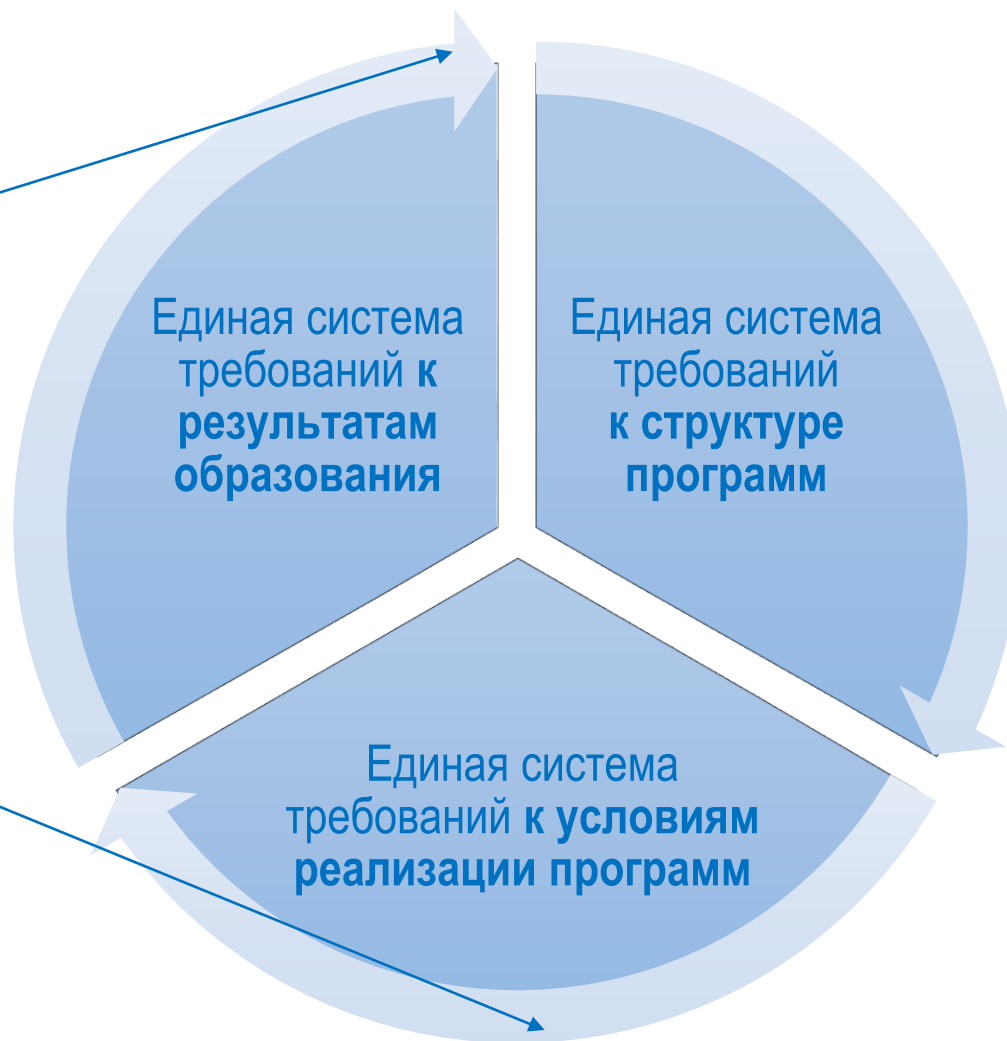 Единая система
требований к
результатам
образования
Единая система
требований
к структуре
программ
Единая система
требований к условиям
реализации программ